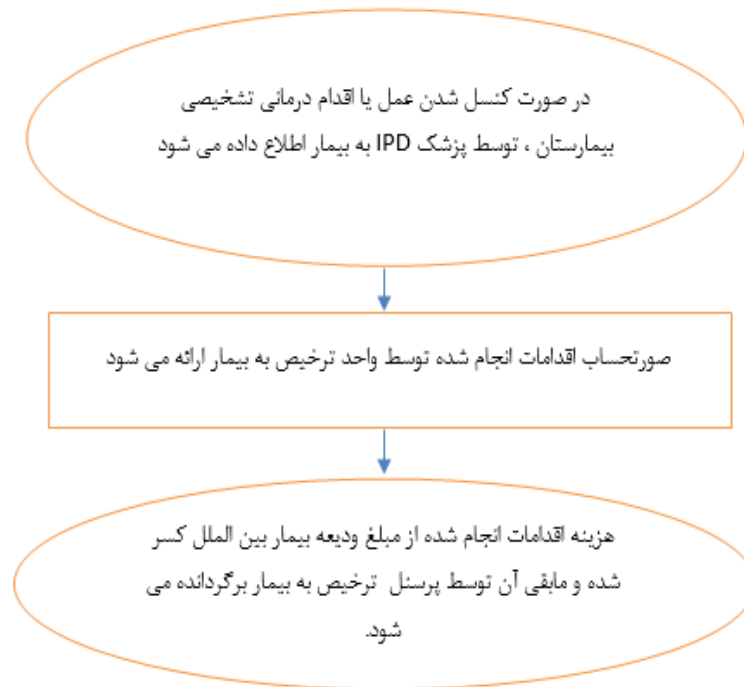 در صورت کنسل شدن عمل یا اقدام درمانی تشخیصی
بیمارستان ، توسط پزشک IPD به بیمار اطلاع داده می شود
صورتحساب اقدامات انجام شده توسط واحد ترخیص به بیمار ارائه می شود
هزینه اقدامات انجام شده از مبلغ ودیعه بیمار بین الملل کسر
شده و مابقی آن توسط پرسنل ترخیص به بیمار برگردانده می
شود.